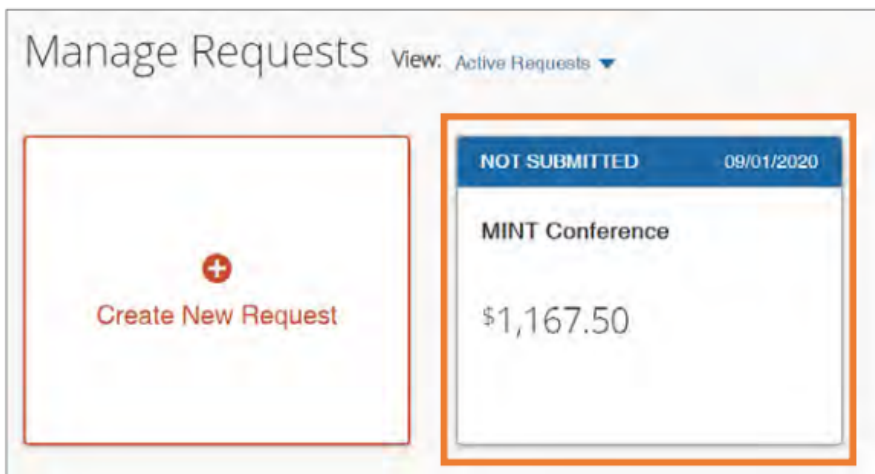 Manage Requests View: Active Requests
Create New Request
NOT SUBMITTED 09/01/2020
MINT Conference
$1,167.50